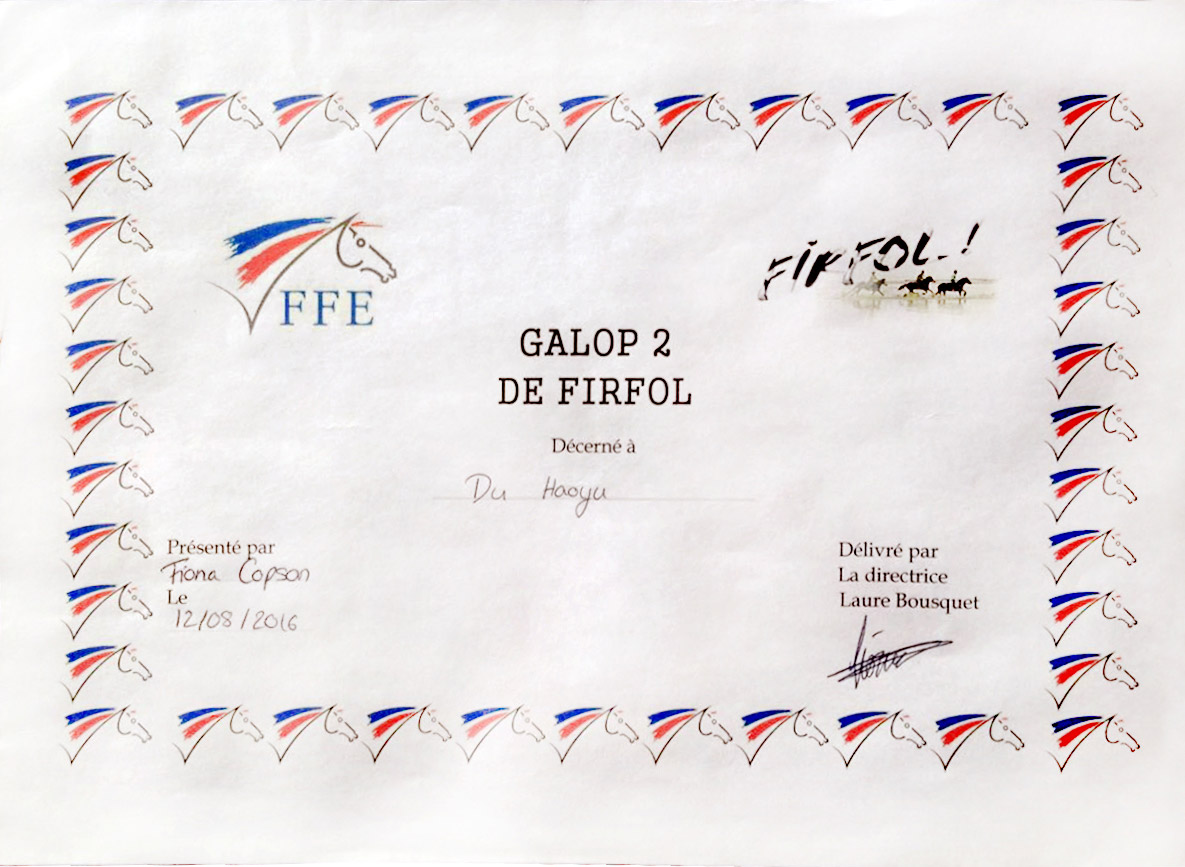 FFE
FIRFOL !
GALOP 2
DE FIRFOL
Décerné à
Du Haoyu
Présenté par
Fiona Copson
Le
12/08/2016
Délivré par
La directrice
Laure Bousquet